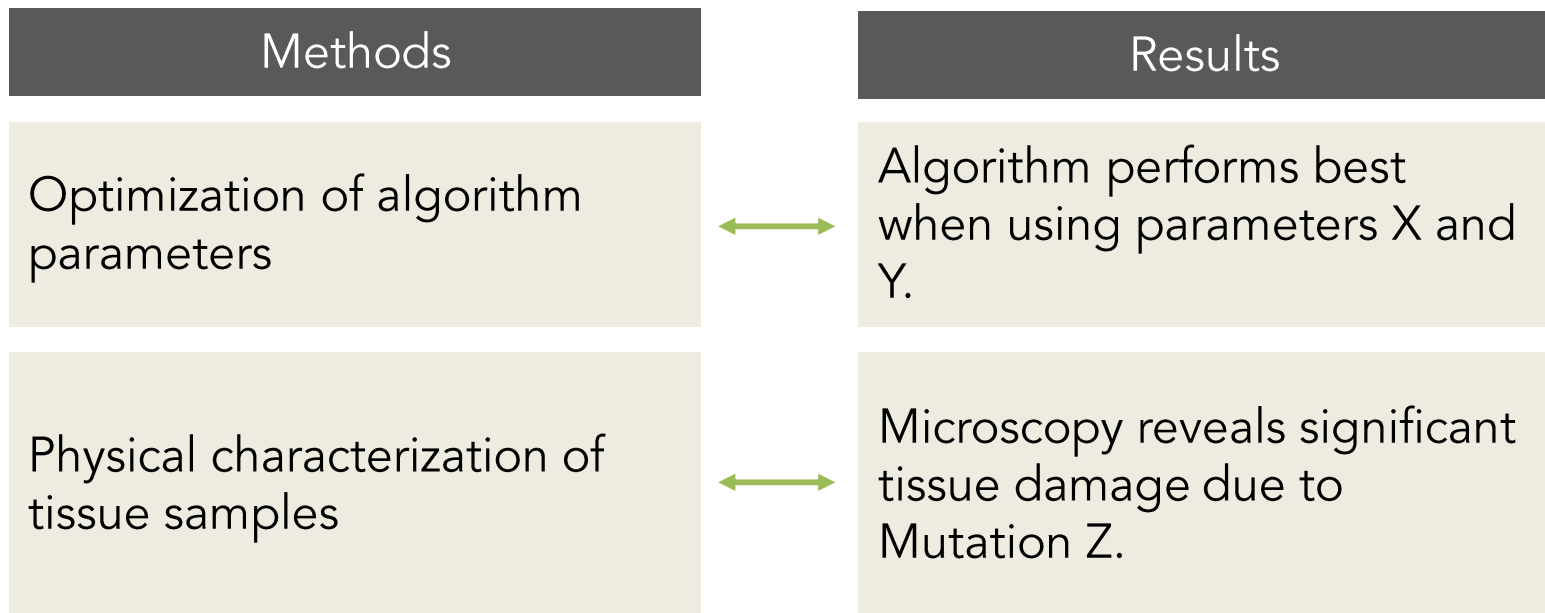 Methods
Results
Optimization of algorithm
parameters
Algorithm performs best
when using parameters X and
Y.
Physical characterization of
tissue samples
Microscopy reveals significant
tissue damage due to
Mutation Z.